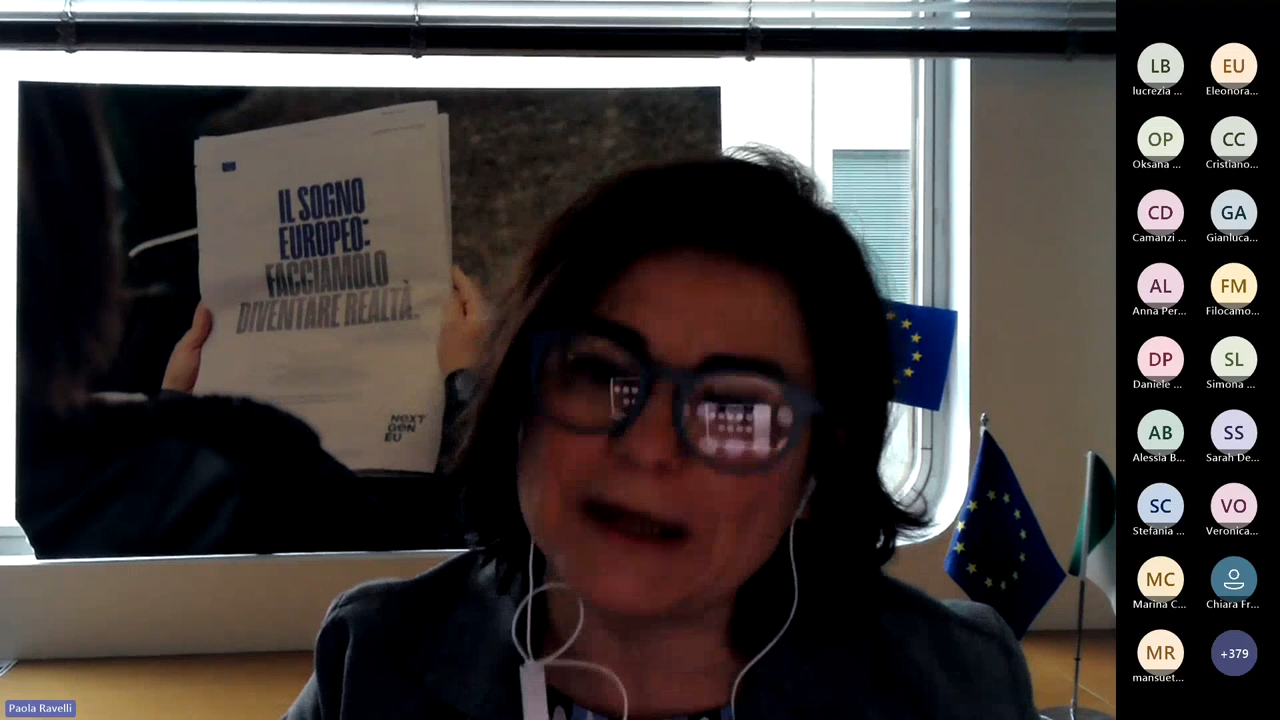 IL SOGNO
EUROPEO:
FACCIAMOLO
DIVENTARE REALTÀ.
NEXT
GEN
EU
Paola Ravelli
LB
lucrezia ...
EU
Eleonora...
OP
Oksana ...
CC
Cristiano...
CD
Camanzi ...
GA
Gianluca...
AL
Anna Per...
FM
Filocamo...
DP
Daniele ...
SL
Simona ...
AB
Alessia B...
SS
Sarah De...
SC
Stefania ...
VO
Veronica...
MC
Marina C...
Chiara Fr...
MR
mansuet...
+379